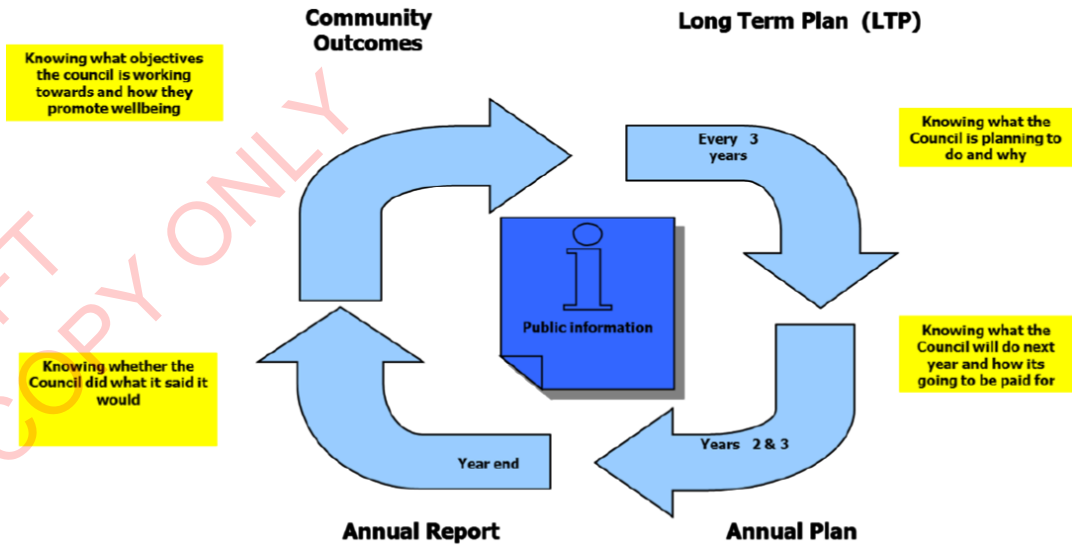 Community
Outcomes
Long Term Plan (LTP)
Knowing what objectives
the council is working
towards and how they
promote wellbeing
Every 3
years
Knowing what the
Council is planning to
do and why
Public information
Knowing whether the
Council did what it said it
would
Knowing what the
Council will do next
year and how its
going to be paid for
Year end
Years 2 & 3
Annual Report
Annual Plan
COPY ONLY